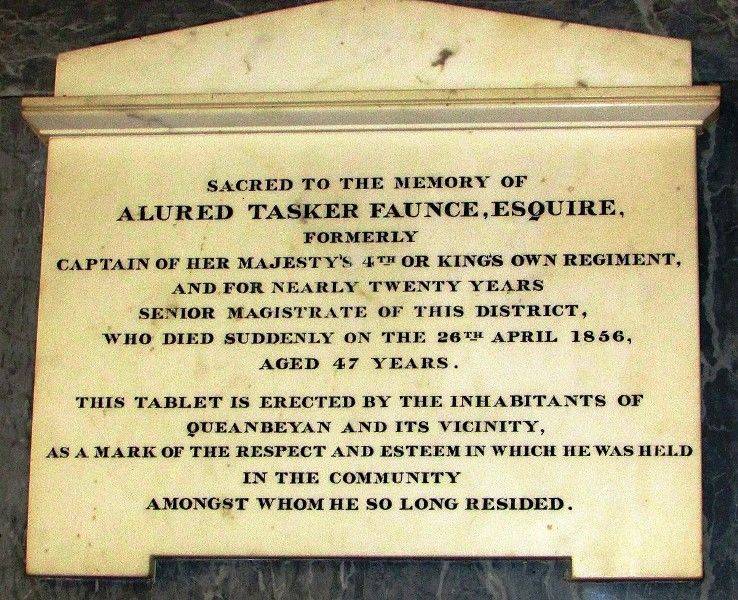 SACRED TO THE MEMORY OF
ALURED TASKER FAUNCE, ESQUIRE,
FORMERLY
CAPTAIN OF HER MAJESTY'S 4TH OR KING'S OWN REGIMENT,
AND FOR NEARLY TWENTY YEARS
SENIOR MAGISTRATE OF THIS DISTRICT,
WHO DIED SUDDENLY ON THE 26TH APRIL 1856,
AGED 47 YEARS.
THIS TABLET IS ERECTED BY THE INHABITANTS OF
QUEANBEYAN AND ITS VICINITY,
AS A MARK OF THE RESPECT AND ESTEEM IN WHICH HE WAS HELD
IN THE COMMUNITY
AMONGST WHOM HE SO LONG RESIDED.